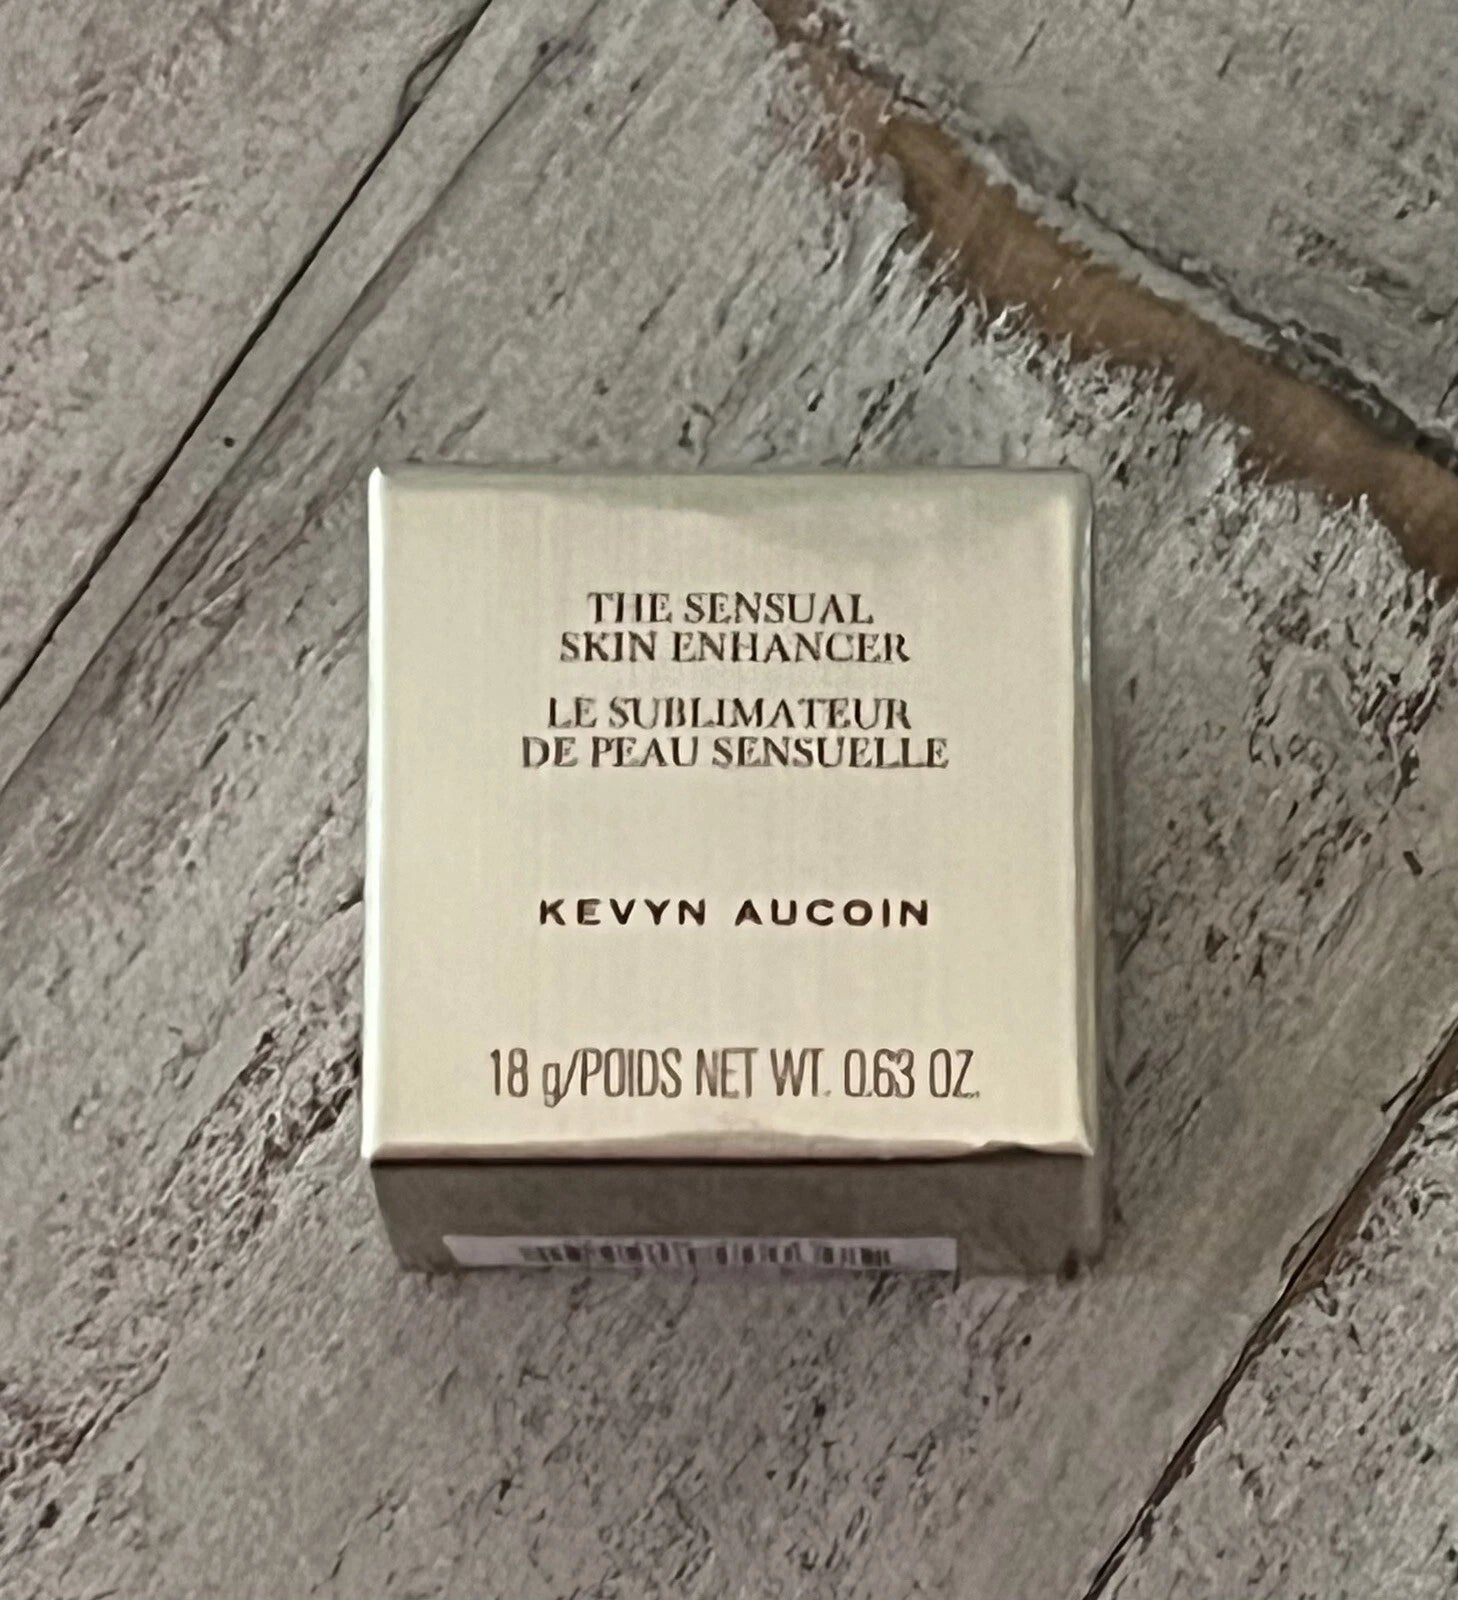 THE SENSUAL
SKIN ENHANCER
LE SUBLIMATEUR
DE PEAU SENSUELLE
KEVYN AUCOIN
18 g/POIDS NET WT. 0.63 OZ.